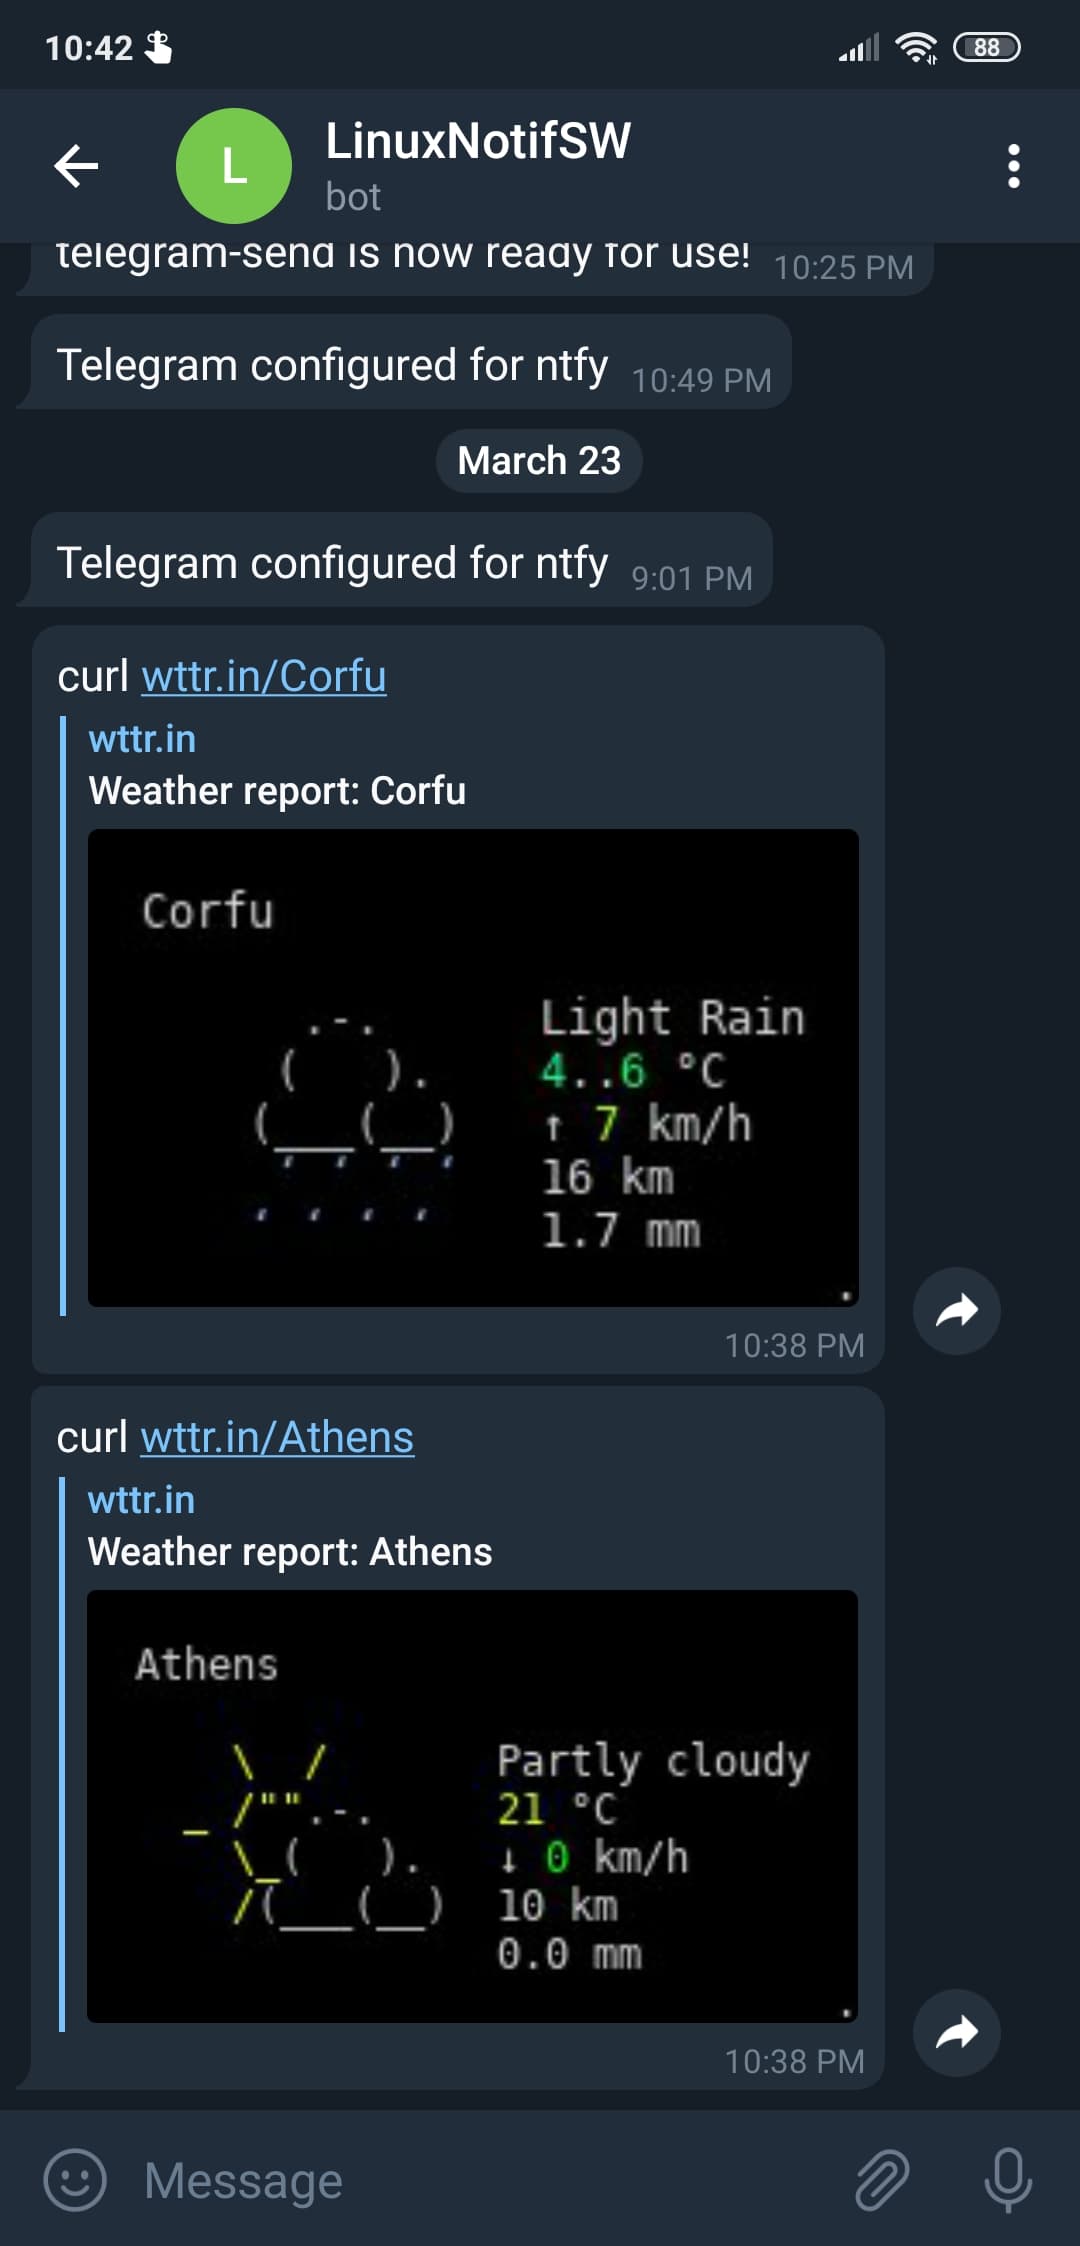 10:42
88
L
LinuxNotifSW
bot
telegram-send is now ready for use! 10:25 PM
Telegram configured for ntfy 10:49 PM
March 23
Telegram configured for ntfy 9:01 PM
curl wttr.in/Corfu
wttr.in
Weather report: Corfu
Corfu
Light Rain
4..6 °C
↑ 7 km/h
16 km
1.7 mm
10:38 PM
curl wttr.in/Athens
wttr.in
Weather report: Athens
Athens
Partly cloudy
21 °C
↓ 0 km/h
10 km
0.0 mm
10:38 PM
Message